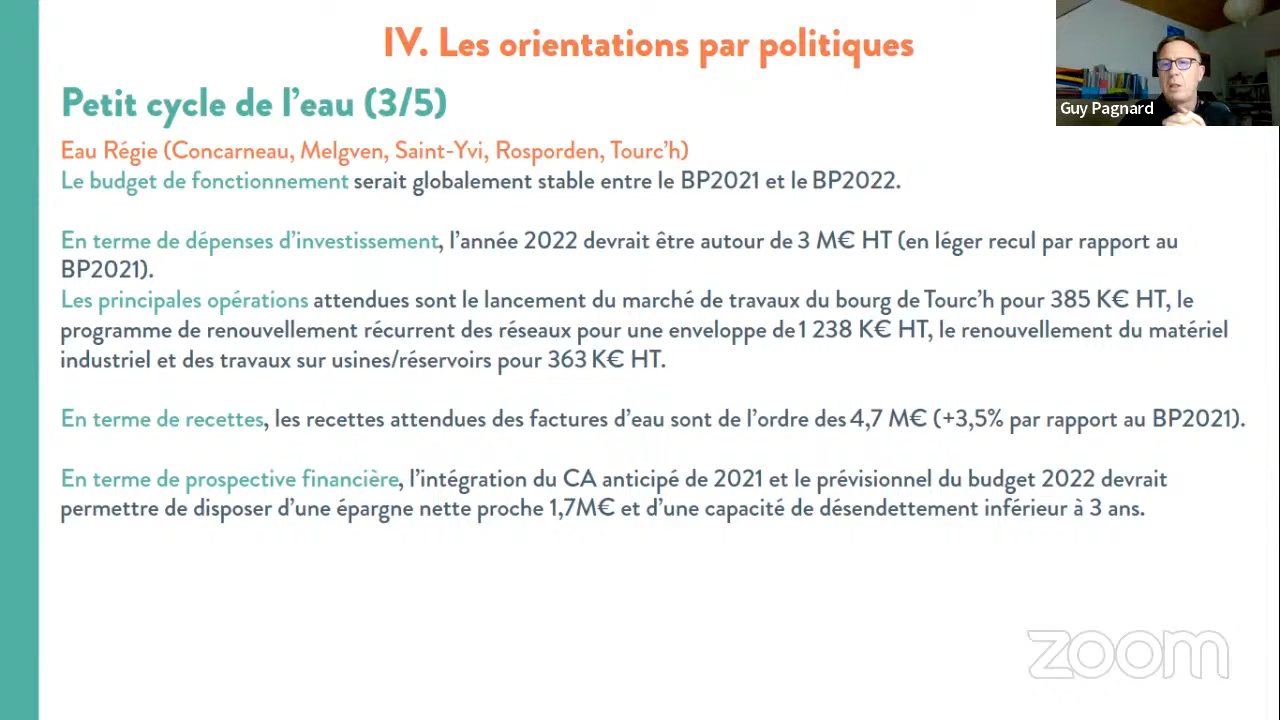 IV. Les orientations par politiques
Guy Pagnard
Petit cycle de l'eau (3/5)
Eau Régie (Concarneau, Melgven, Saint-Yvi, Rosporden, Tourc'h)
Le budget de fonctionnement serait globalement stable entre le BP2021 et le BP2022.
En terme de dépenses d'investissement, l'année 2022 devrait être autour de 3 M€ HT (en léger recul par rapport au
BP2021).
Les principales opérations attendues sont le lancement du marché de travaux du bourg de Tourc'h pour 385 K€ HT, le
programme de renouvellement récurrent des réseaux pour une enveloppe de 1 238 K€ HT, le renouvellement du matériel
industriel et des travaux sur usines/réservoirs pour 363 K€ HT.
En terme de recettes, les recettes attendues des factures d'eau sont de l'ordre des 4,7 M€ (+3,5% par rapport au BP2021).
En terme de prospective financière, l'intégration du CA anticipé de 2021 et le prévisionnel du budget 2022 devrait
permettre de disposer d'une épargne nette proche 1,7M€ et d'une capacité de désendettement inférieur à 3 ans.
zoom